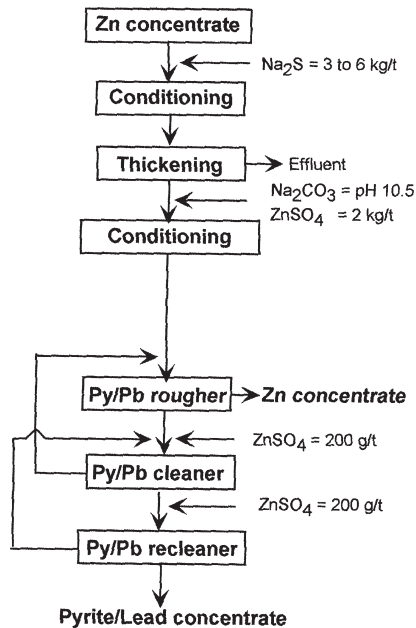 Zn concentrate
Na₂S = 3 to 6 kg/t
Conditioning
Thickening
Effluent
Na₂CO₃ = pH 10.5
ZnSO₄ = 2 kg/t
Conditioning
Py/Pb rougher
Zn concentrate
ZnSO₄ = 200 g/t
Py/Pb cleaner
ZnSO₄ = 200 g/t
Py/Pb recleaner
Pyrite/Lead concentrate